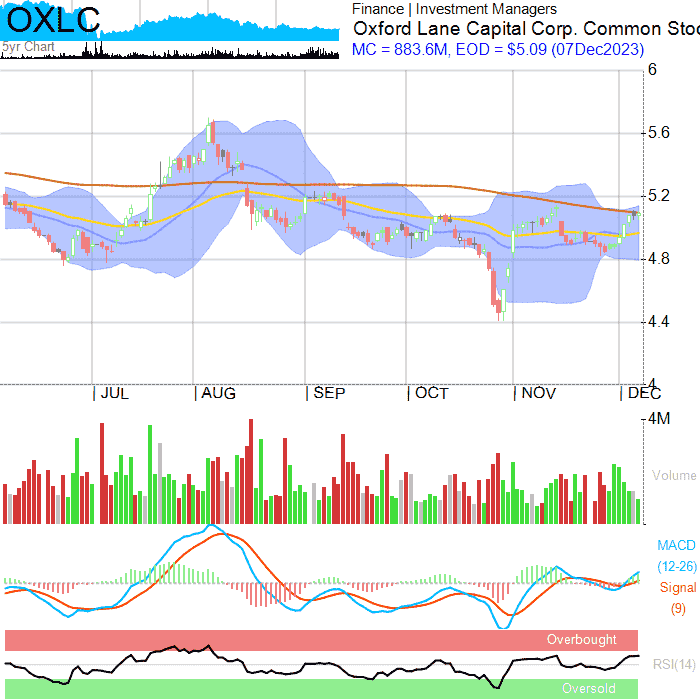 OXLC
5yr Chart
Finance | Investment Managers
Oxford Lane Capital Corp. Common Stoc
MC = 883.6M, EOD = $5.09 (07Dec2023)
6
5.6
5.2
4.8
4.4
4
JUL AUG SEP OCT NOV DEC
4M
Volume
MACD
(12-26)
Signal
(9)
Overbought
RSI(14)
Oversold